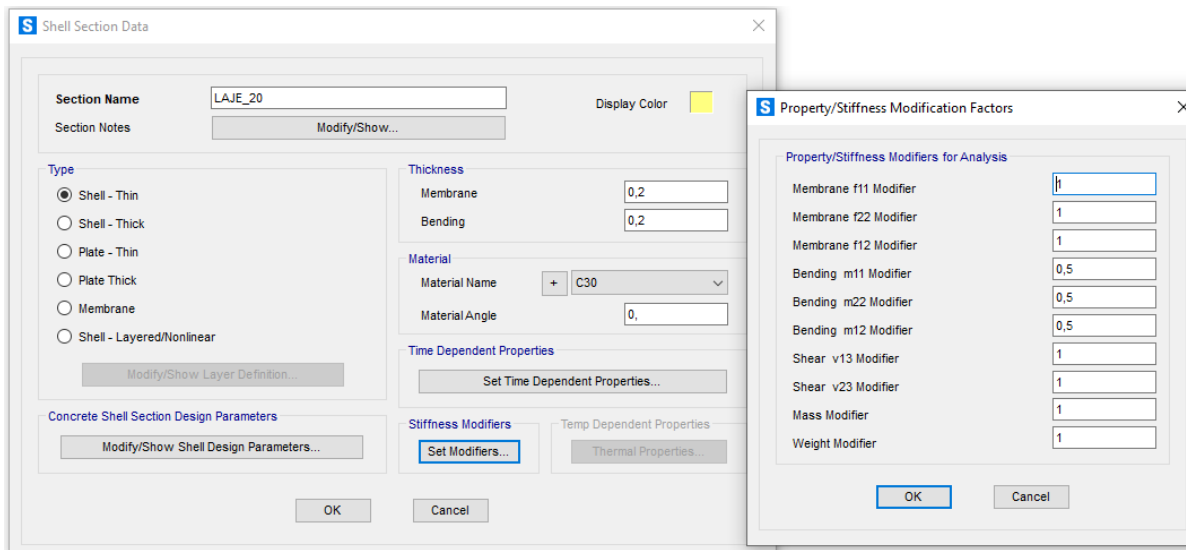 Shell Section Data
Section Name LAJE_20 Display Color
Section Notes Modify/Show...
Type
Shell - Thin
Shell - Thick
Plate - Thin
Plate Thick
Membrane
Shell - Layered/Nonlinear
Modify/Show Layer Definition...
Thickness
Membrane 0,2
Bending 0,2
Material
Material Name + C30
Material Angle 0,
Time Dependent Properties
Set Time Dependent Properties...
Concrete Shell Section Design Parameters
Modify/Show Shell Design Parameters...
Stiffness Modifiers
Set Modifiers...
Temp Dependent Properties
Thermal Properties...
OK Cancel
Property/Stiffness Modification Factors
Property/Stiffness Modifiers for Analysis
Membrane f11 Modifier 1
Membrane f22 Modifier 1
Membrane f12 Modifier 1
Bending m11 Modifier 0,5
Bending m22 Modifier 0,5
Bending m12 Modifier 0,5
Shear v13 Modifier 1
Shear v23 Modifier 1
Mass Modifier 1
Weight Modifier 1
OK Cancel